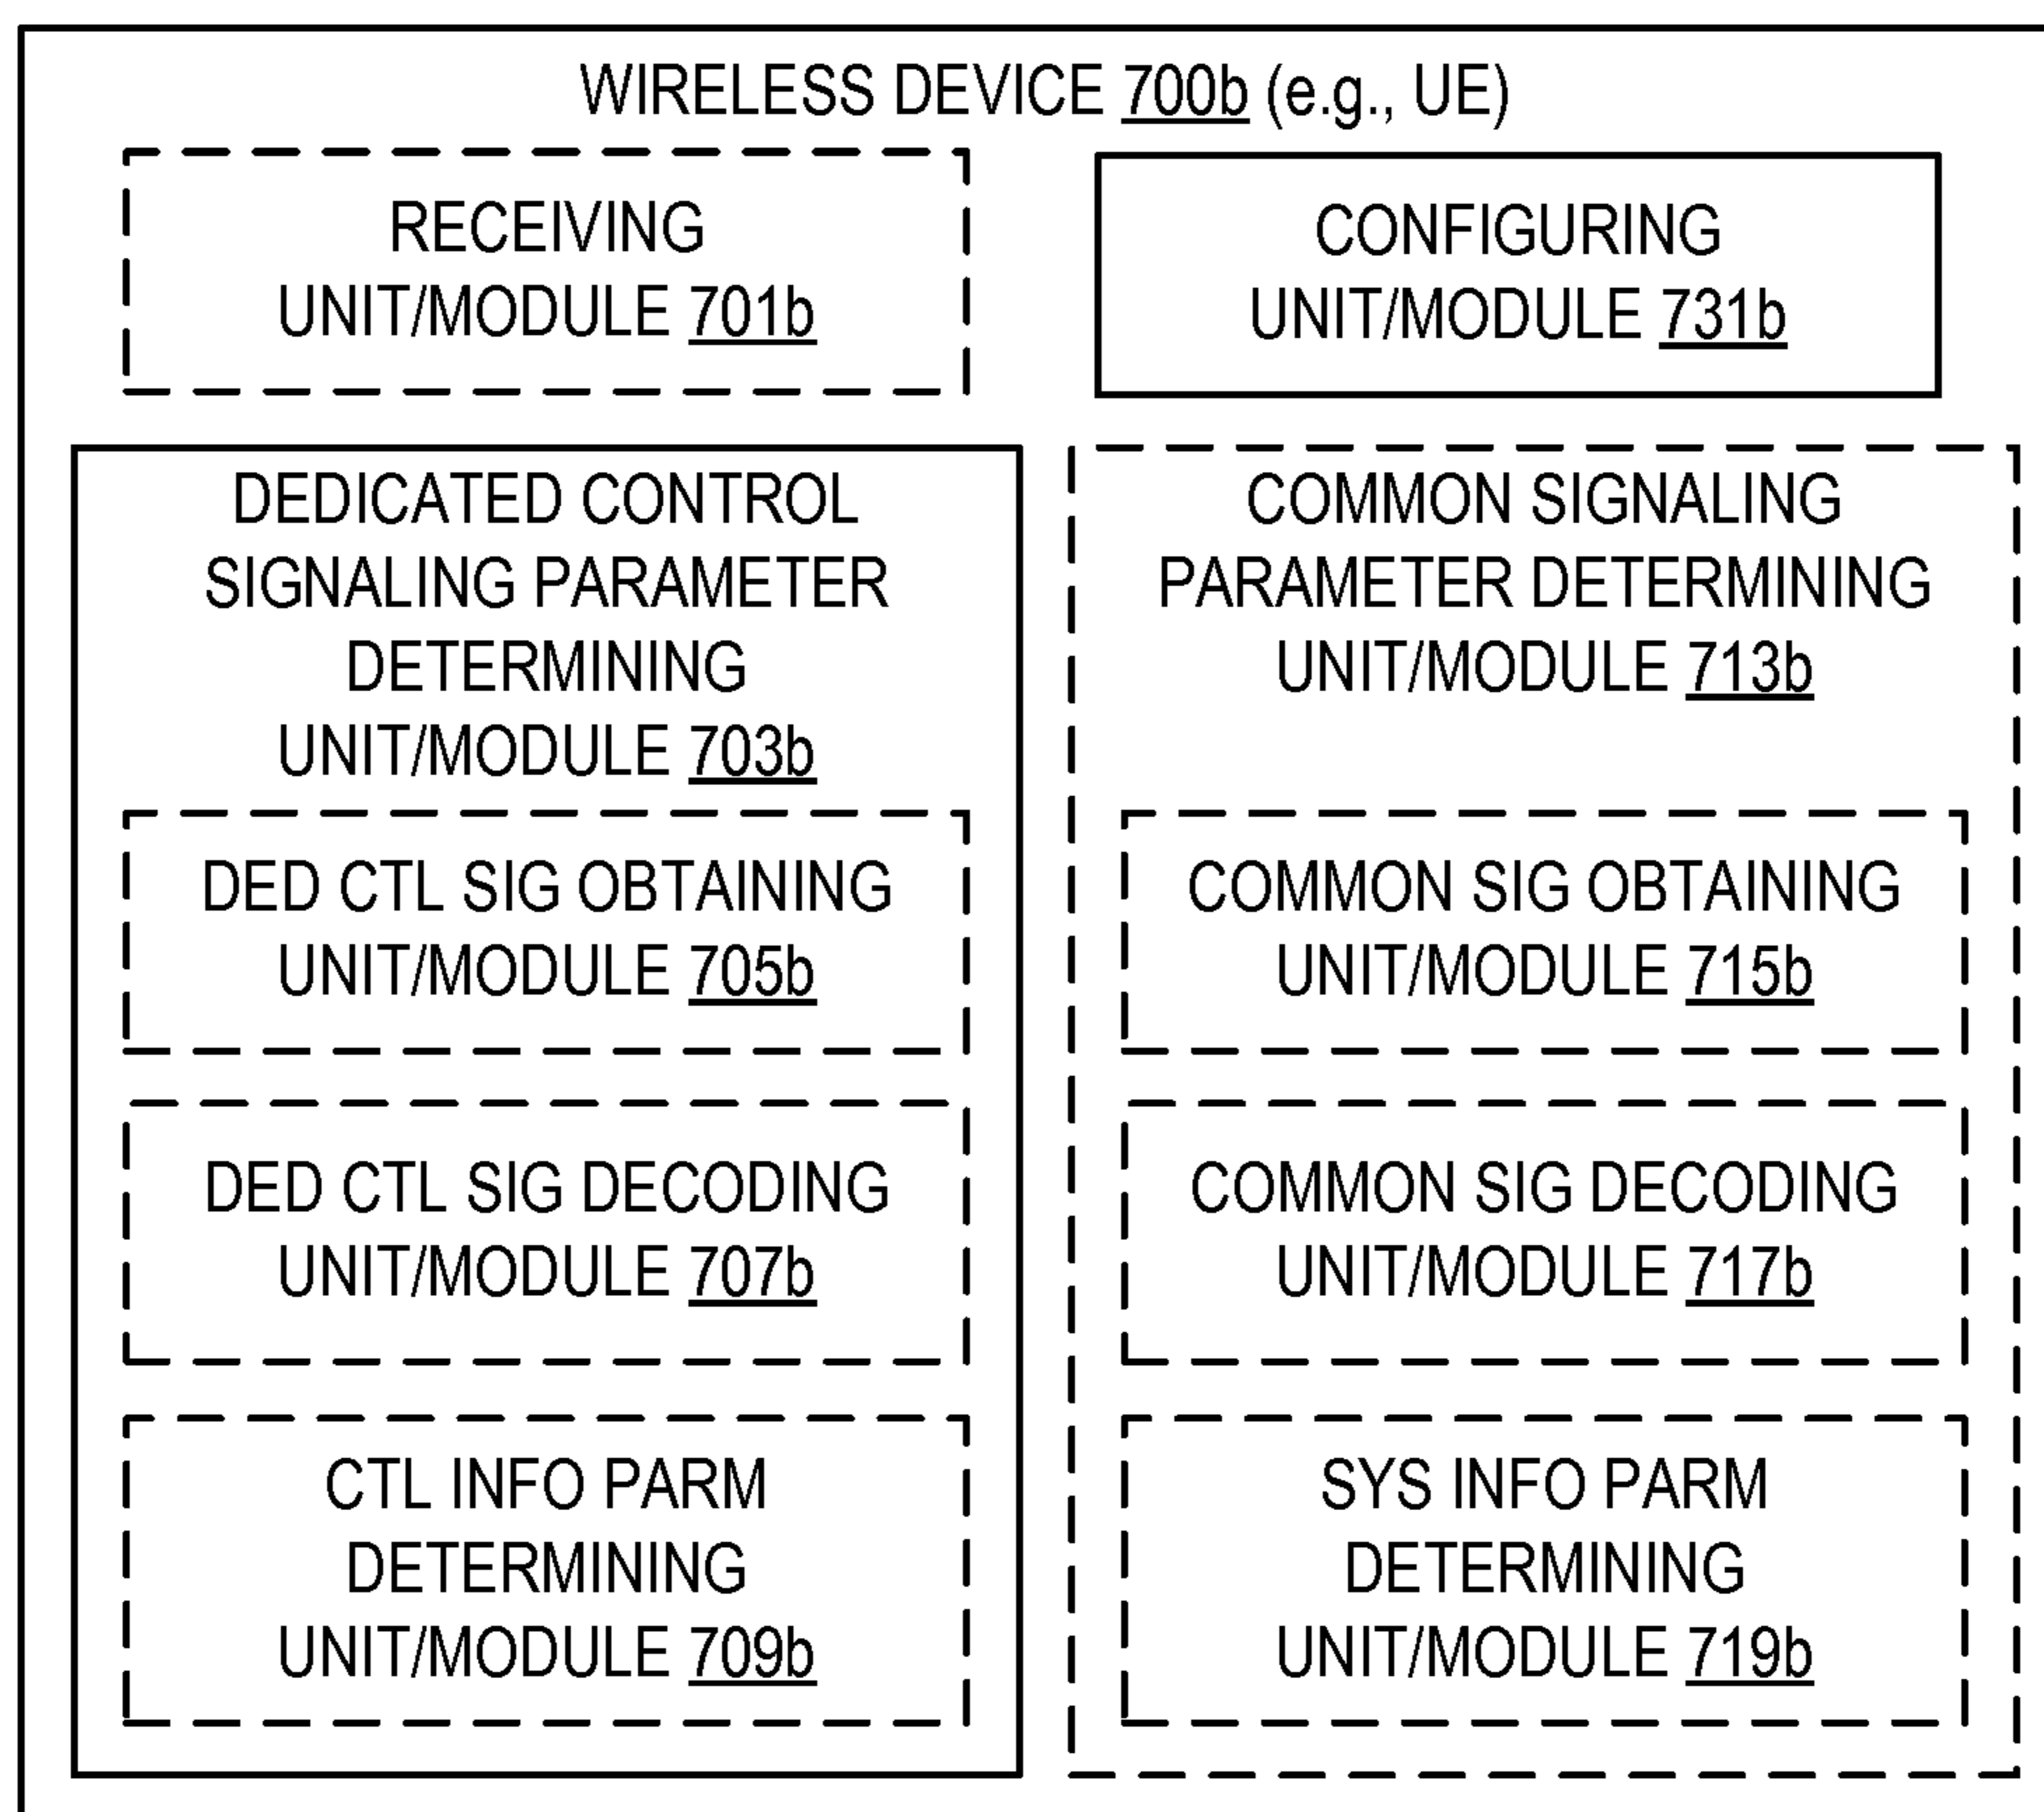 WIRELESS DEVICE 700b (e.g., UE)
RECEIVING
UNIT/MODULE 701b
CONFIGURING
UNIT/MODULE 731b
DEDICATED CONTROL
SIGNALING PARAMETER
DETERMINING
UNIT/MODULE 703b
DED CTL SIG OBTAINING
UNIT/MODULE 705b
DED CTL SIG DECODING
UNIT/MODULE 707b
CTL INFO PARM
DETERMINING
UNIT/MODULE 709b
COMMON SIGNALING
PARAMETER DETERMINING
UNIT/MODULE 713b
COMMON SIG OBTAINING
UNIT/MODULE 715b
COMMON SIG DECODING
UNIT/MODULE 717b
SYS INFO PARM
DETERMINING
UNIT/MODULE 719b